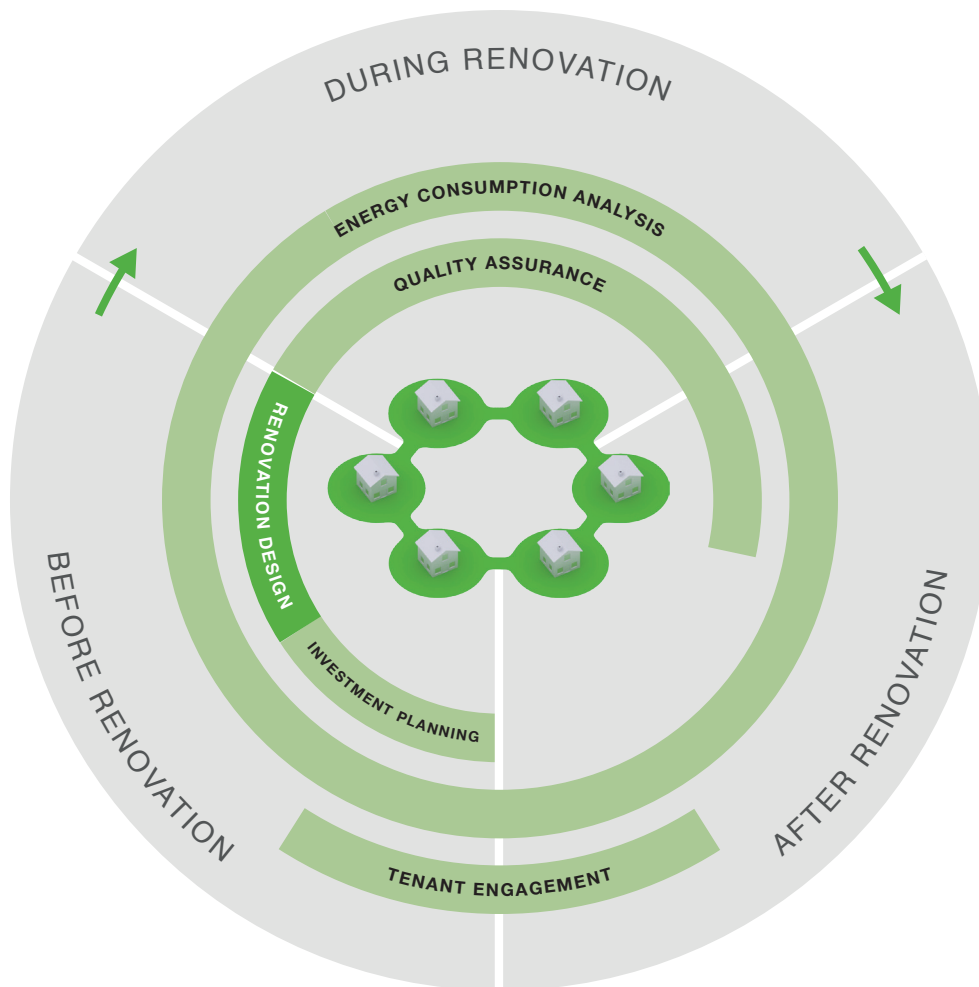 DURING RENOVATION
ENERGY CONSUMPTION ANALYSIS
QUALITY ASSURANCE
RENOVATION DESIGN
INVESTMENT PLANNING
BEFORE RENOVATION
AFTER RENOVATION
TENANT ENGAGEMENT